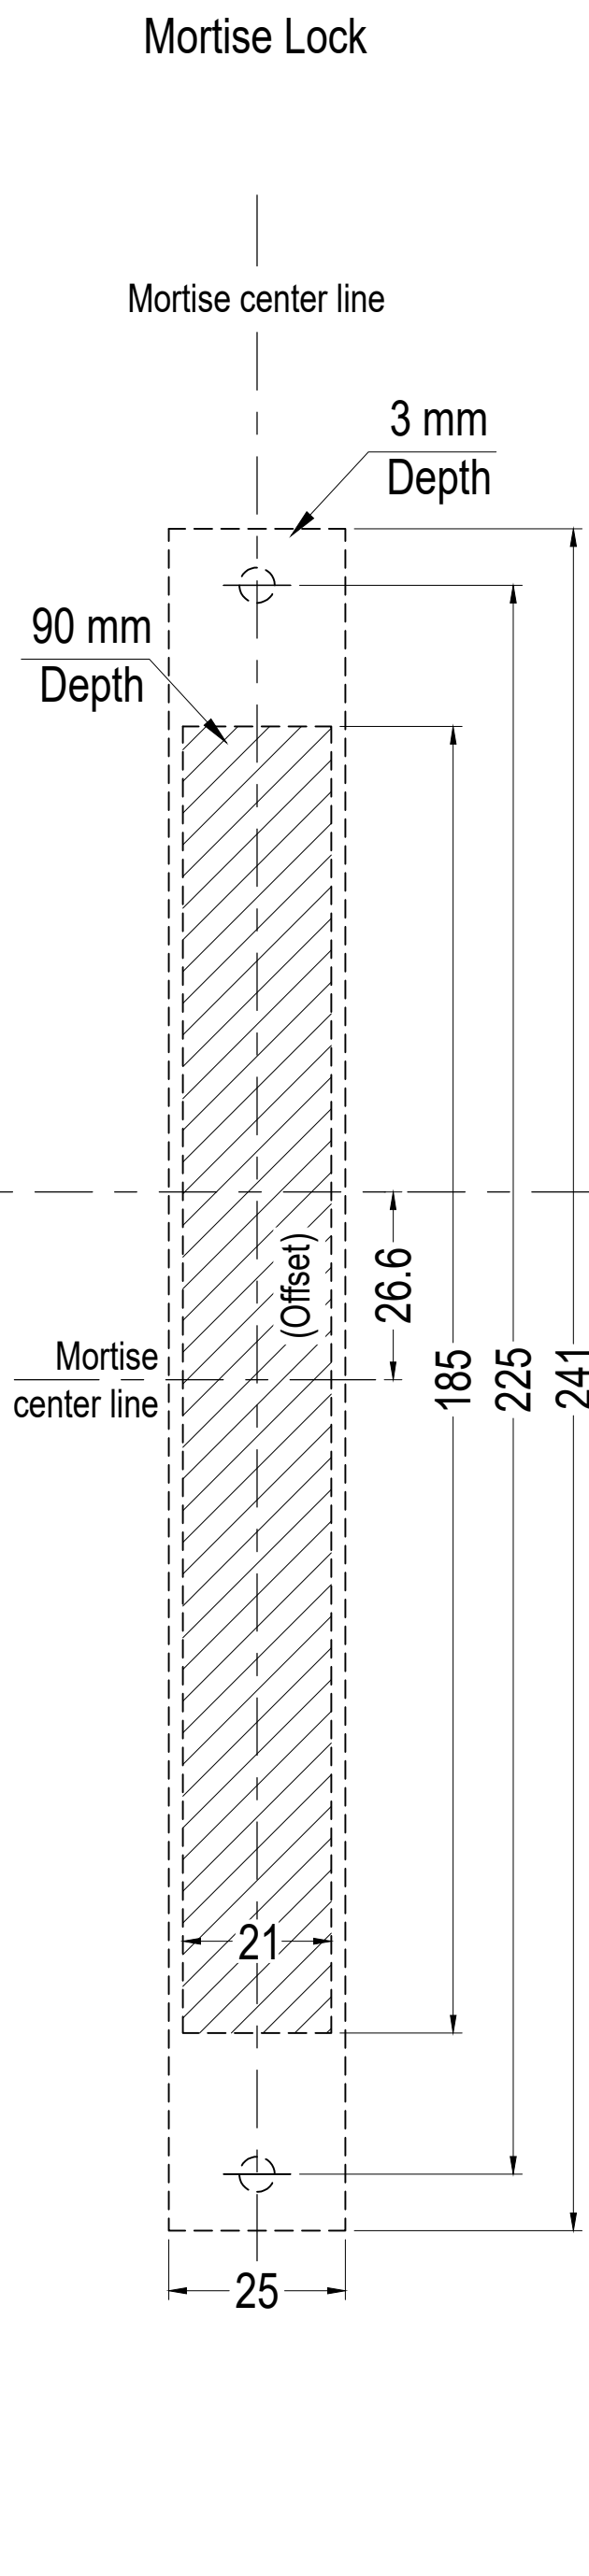 Mortise Lock
Mortise center line
3 mm
Depth
90 mm
Depth
(Offset)
26.6
Mortise
center line
185
225
241
21
25